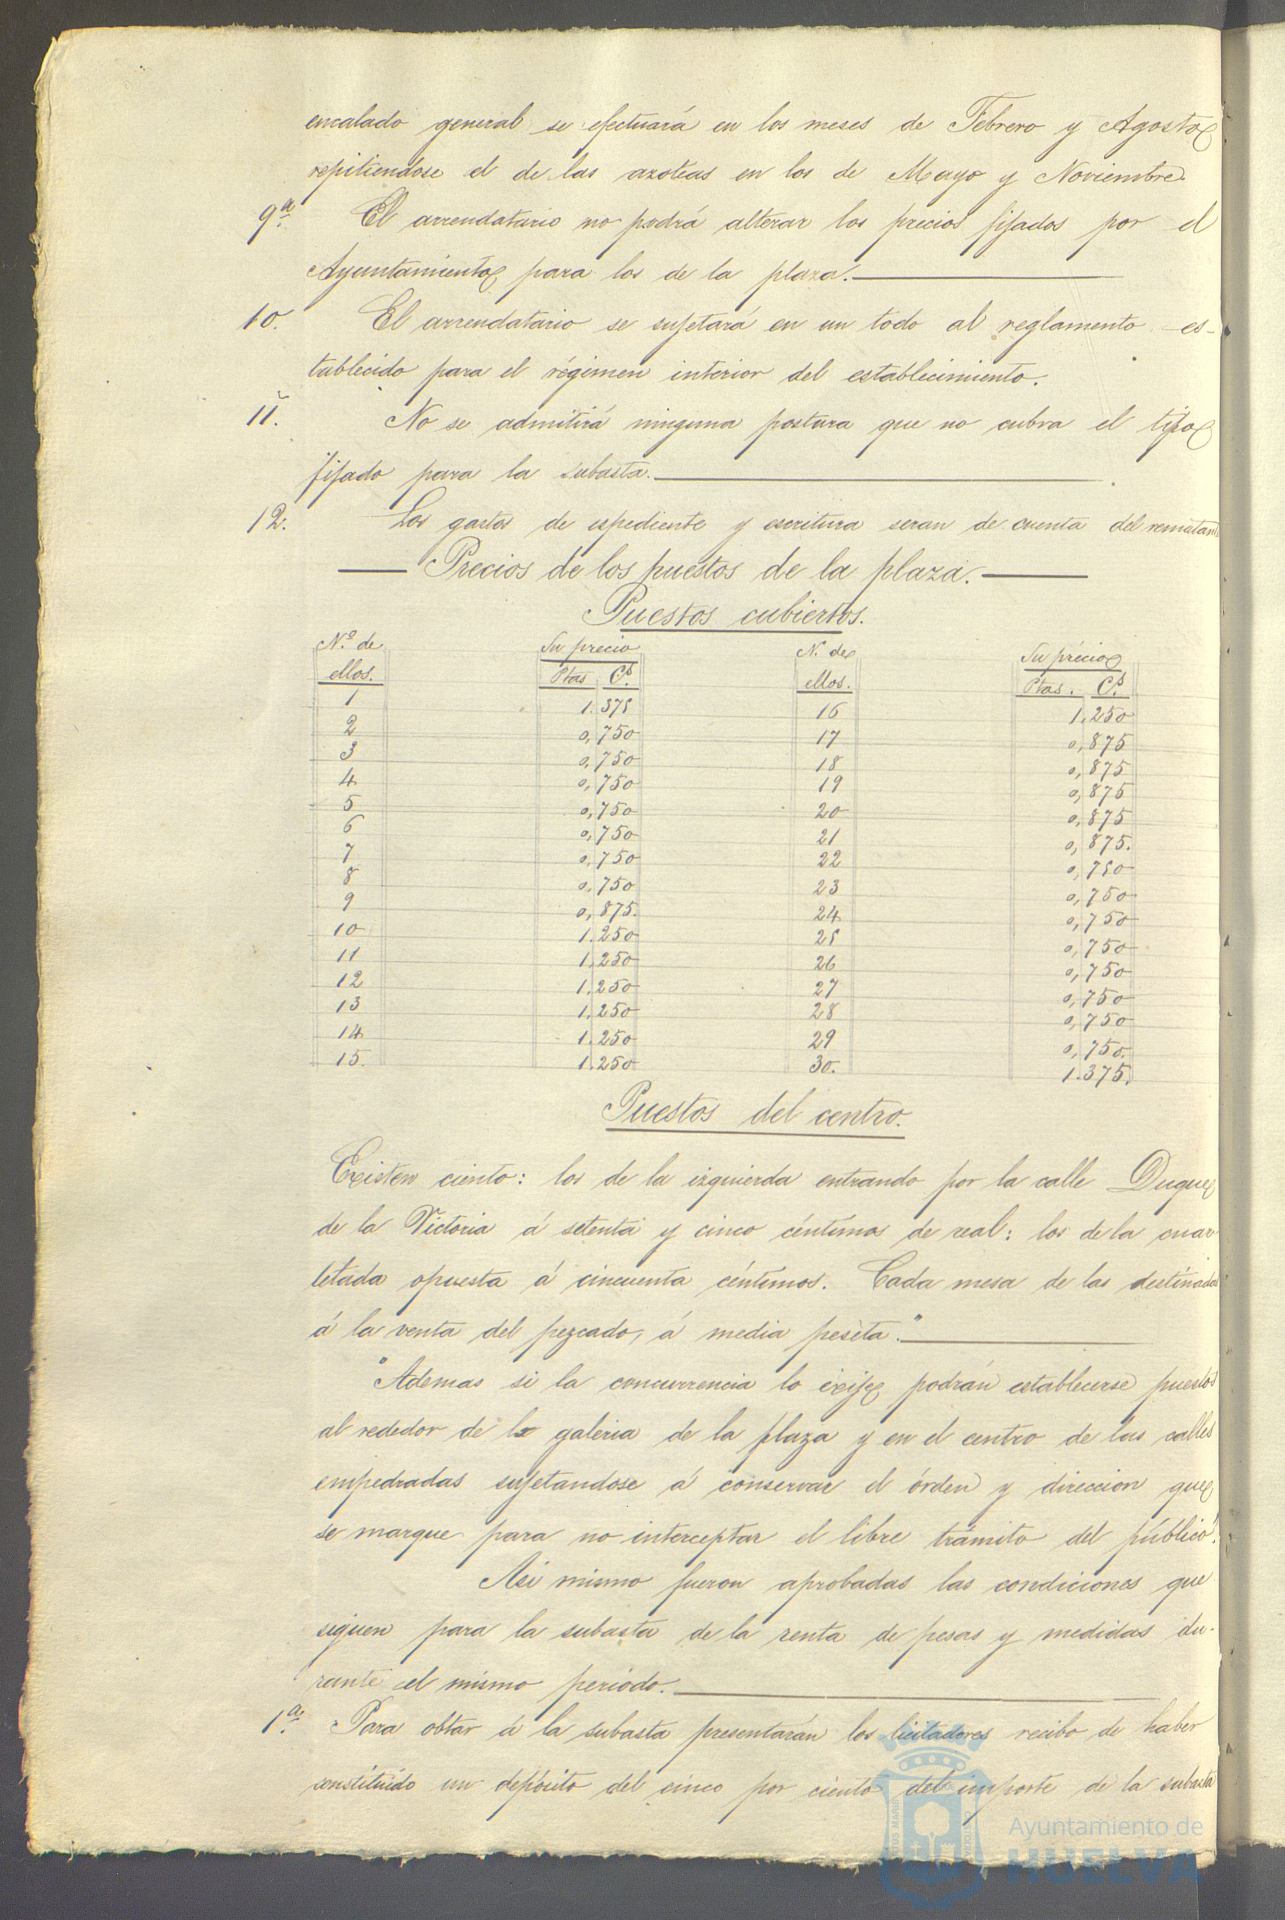 encalado general se efectuará en los meses de Febrero y Agosto
repitiendose el de las azoteas en los de Mayo y Noviembre.
9ª. El arrendatario no podrá alterar los precios fijados por el
Ayuntamiento para los de la plaza.
10. El arrendatario se sujetará en un todo al reglamento es-
tablecido para el régimen interior del establecimiento.
11. No se admitirá ninguna postura que no cubra el tipo
fijado para la subasta.
12. Los gastos de espediente y escritura seran de cuenta del rematante
Precios de los puestos de la plaza.
Puestos cubiertos.
Nº. de Su precio N. de Su précio
ellos. Ptas Cs. ellos. Ptas. Cs.
1 1.375 16 1,250
2 0,750 17 0,875
3 0,750 18 0,875
4 0,750 19 0,875
5 0,750 20 0,875
6 0,750 21 0,875.
7 0,750 22 0,750
8 0,750 23 0,750
9 0,875. 24 0,750
10 1.250 25 0,750
11 1,250 26 0,750
12 1.250 27 0,750
13 1,250 28 0,750
14 1.250 29 0,750.
15. 1.250 30. 1.375.
Puestos del centro.
Existen ciento: los de la izquierda entrando por la calle Duque
de la Victoria á setenta y cinco céntimos de real: los de la cuar-
telada opuesta á cincuenta céntimos. Cada mesa de las destinadas
á la venta del pezcado, á media peseta."
"Ademas si la concurrencia lo exije podrán establecerse puestos
al rededor de la galeria de la plaza y en el centro de las calles
empedradas sujetandose á conservar el órden y direccion que
se marque para no interceptar el libre trámito del público."
Asi mismo fueron aprobadas las condiciones que
siguen para la subasta de la renta de pesas y medidas du-
rante el mismo periódo.
1ª. Para obtar á la subasta presentarán los licitadores recibo de haber
constituido un depósito del cinco por ciento del importe de la subasta
Ayuntamiento de
HUELVA